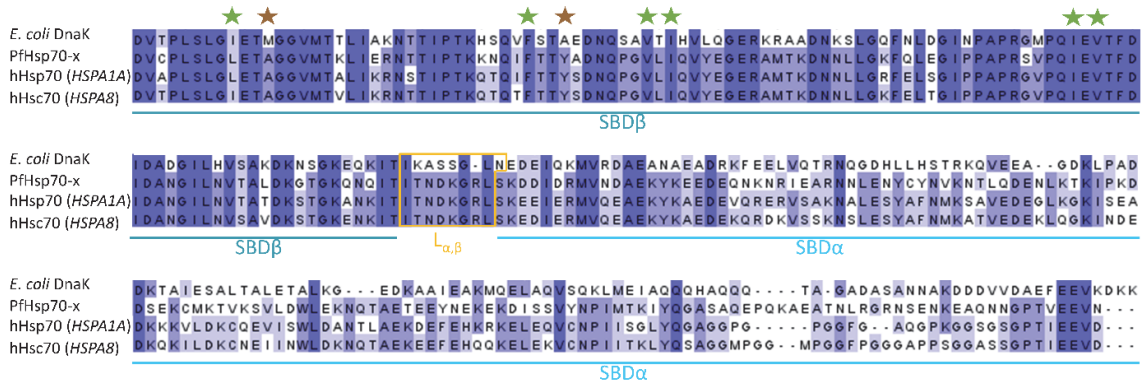 E. coli DnaK DVTPLSLGIETMGGVMTTLIAKNTTIPTKHSQVFSTAEDNQSAVTIHVLQGERKRAADNKSLGQFNLDGINPAPRGMPQIEVTFD
PfHsp70-x DVCPLSLGLETAGGVMTKLIERNTTIPTKKNQIFTTYADNQPGVLIQVYEGERAMTKDNNLLGKFQLEGIPPAPRSVPQIEVTFD
hHsp70 (HSPA1A) DVAPLSLGLETAGGVMTALIKRNSTIPTKQTQIFTTYSDNQPGVLIQVYEGERAMTKDNNLLGRFELSGIPPAPRGVPQIEVTFD
hHsc70 (HSPA8) DVTPLSLGIETAGGVMTVLIKRNTTIPTKQTQTFTTYSDNQPGVLIQVYEGERAMTKDNNLLGKFELTGIPPAPRGVPQIEVTFD
SBDβ
E. coli DnaK IDADGILHVSAKDKNSGKEQKITIKASSG-LNEDEIQKMVRDAEANAEADRKFEELVQTRNQGDHLLHSTRKQVEEA--GDKLPAD
PfHsp70-x IDANGILNVTALDKGTGKQNQITITNDKGRLSKDDIDRMVNDAEKYKEEDEQNKNRIEARNNLENYCYNVKNTLQDENLKTKIPKD
hHsp70 (HSPA1A) IDANGILNVTATDKSTGKANKITITNDKGRLSKEEIERMVQEAEKYKAEDEVQRERVSAKNALESYAFNMKSAVEDEGLKGKISEA
hHsc70 (HSPA8) IDANGILNVSAVDKSTGKENKITITNDKGRLSKEDIERMVQEAEKYKAEDEKQRDKVSSKNSLESYAFNMKATVEDEKLQGKINDE
SBDβ Lα,β SBDα
E. coli DnaK DKTAIESALTALETALKG---EDKAAIEAKMQELAQVSQKLMEIAQQQHAQQQ----TA-GADASANNAKDDDVVDAEFEEVKDKK
PfHsp70-x DSEKCMKTVKSVLDWLEKNQTAETEEYNEKEKDISSVYNPIMTKIYQGASAQEPQKAEATNLRGRNSENKEAQNNGPTVEEVN---
hHsp70 (HSPA1A) DKKKVLDKCQEVISWLDANTLAEKDEFEHKRKELEQVCNPIISGLYQGAGGPG----PGGFG--AQGPKGGSGSGPTIEEVD---
hHsc70 (HSPA8) DKQKILDKCNEIINWLDKNQTAEKEEFEHQQKELEKVCNPIITKLYQSAGGMPGG--MPGGFPGGGAPPSGGASSGPTIEEVD---
SBDα